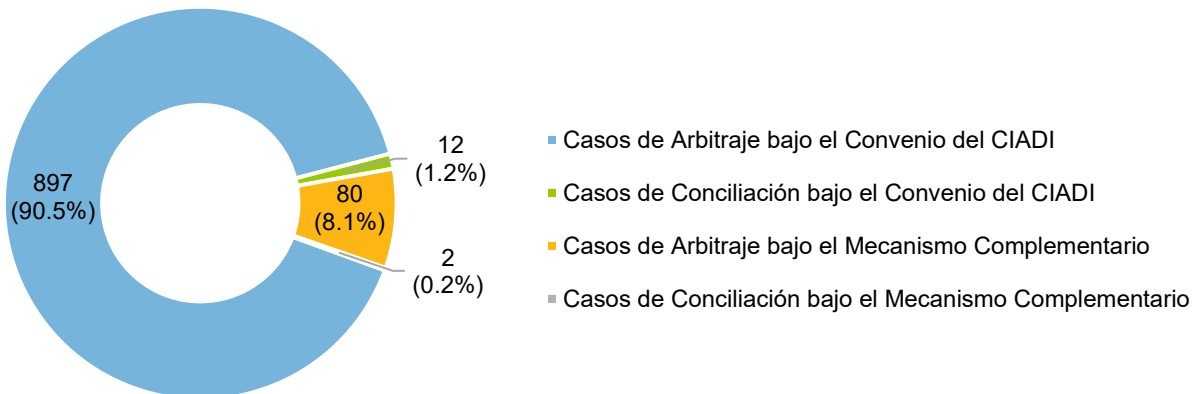 897
(90.5%)
12
(1.2%)
80
(8.1%)
2
(0.2%)
Casos de Arbitraje bajo el Convenio del CIADI
Casos de Conciliación bajo el Convenio del CIADI
Casos de Arbitraje bajo el Mecanismo Complementario
Casos de Conciliación bajo el Mecanismo Complementario